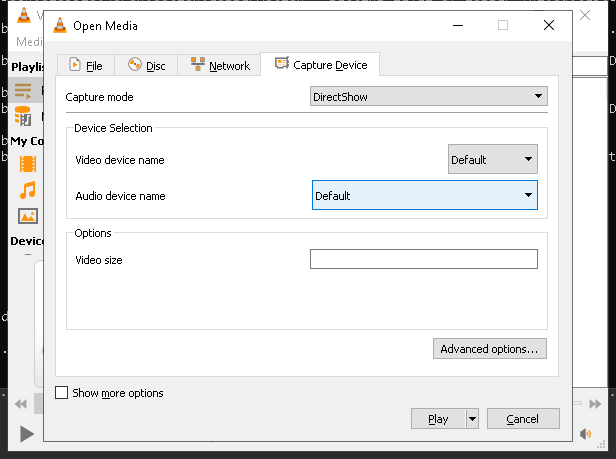 Open Media
Medi
File
Disc
Network
Capture Device
Playlis
Capture mode
DirectShow
Device Selection
Video device name
Default
My Co
Audio device name
Default
Options
Device
Video size
Advanced options...
Show more options
Play
Cancel